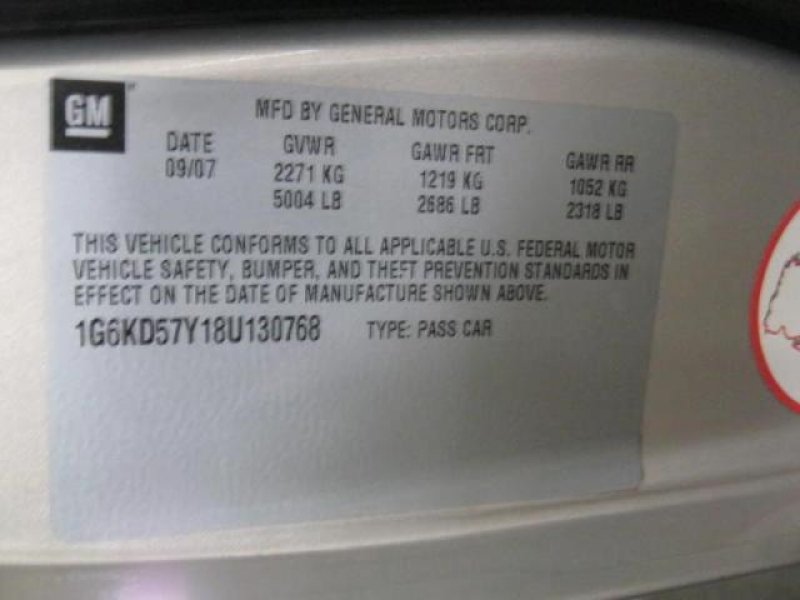 GM
MFD BY GENERAL MOTORS CORP.
DATE GVWR GAWR FRT GAWR RR
09/07 2271 KG 1219 KG 1052 KG
5004 LB 2686 LB 2318 LB
THIS VEHICLE CONFORMS TO ALL APPLICABLE U.S. FEDERAL MOTOR
VEHICLE SAFETY, BUMPER, AND THEFT PREVENTION STANDARDS IN
EFFECT ON THE DATE OF MANUFACTURE SHOWN ABOVE.
1G6KD57Y18U130768 TYPE: PASS CAR